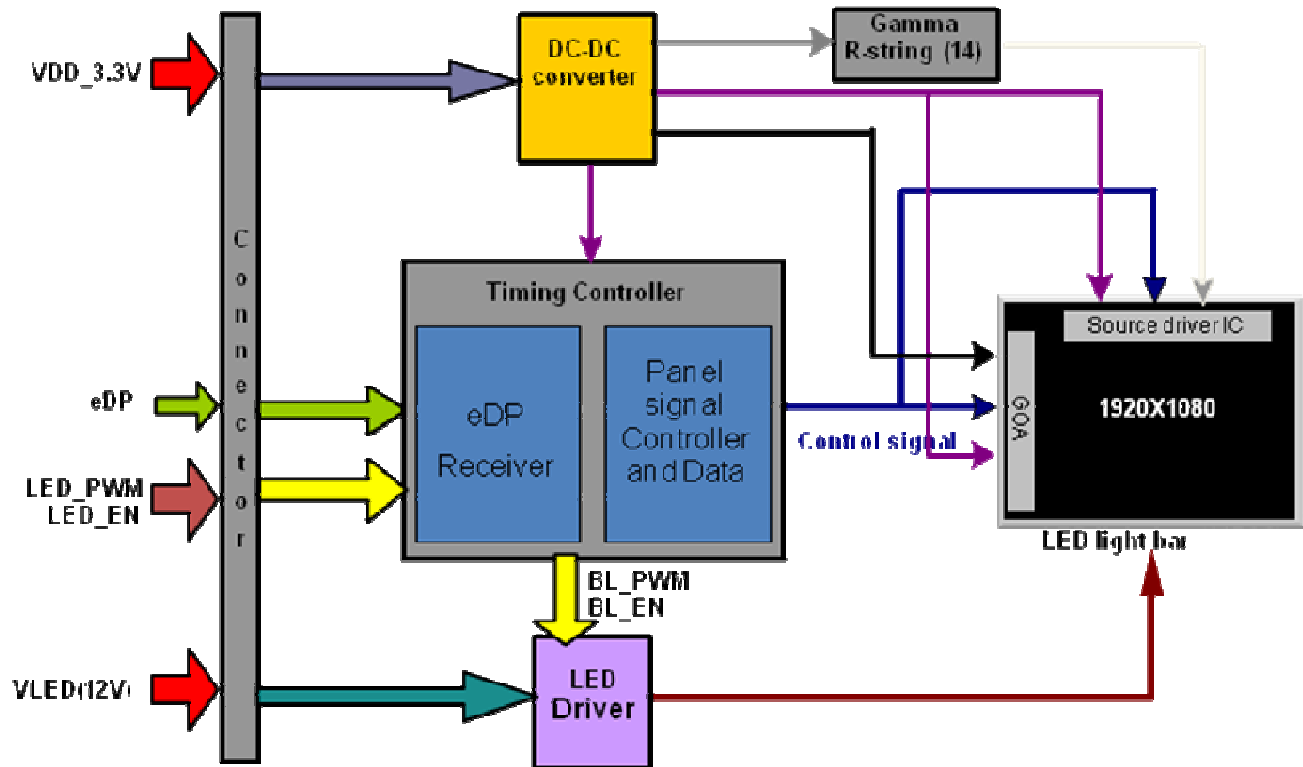 Gamma
R-string (14)
DC-DC
converter
VDD_3.3V
Connector
Timing Controller
Source driver IC
eDP
eDP
Receiver
Panel
signal
Controller
and Data
GOA
1920X1080
Control signal
LED_PWM
LED_EN
LED light bar
BL_PWM
BL_EN
VLED(12V)
LED
Driver